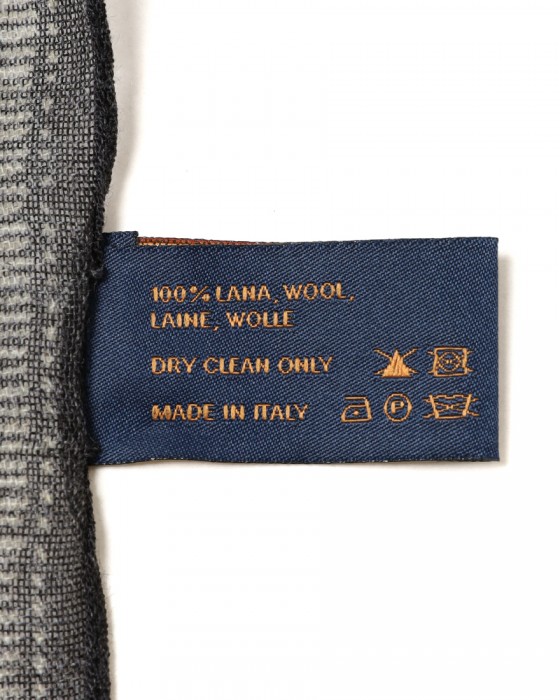 100% LANA, WOOL,
LAINE, WOLLE
DRY CLEAN ONLY
MADE IN ITALY P